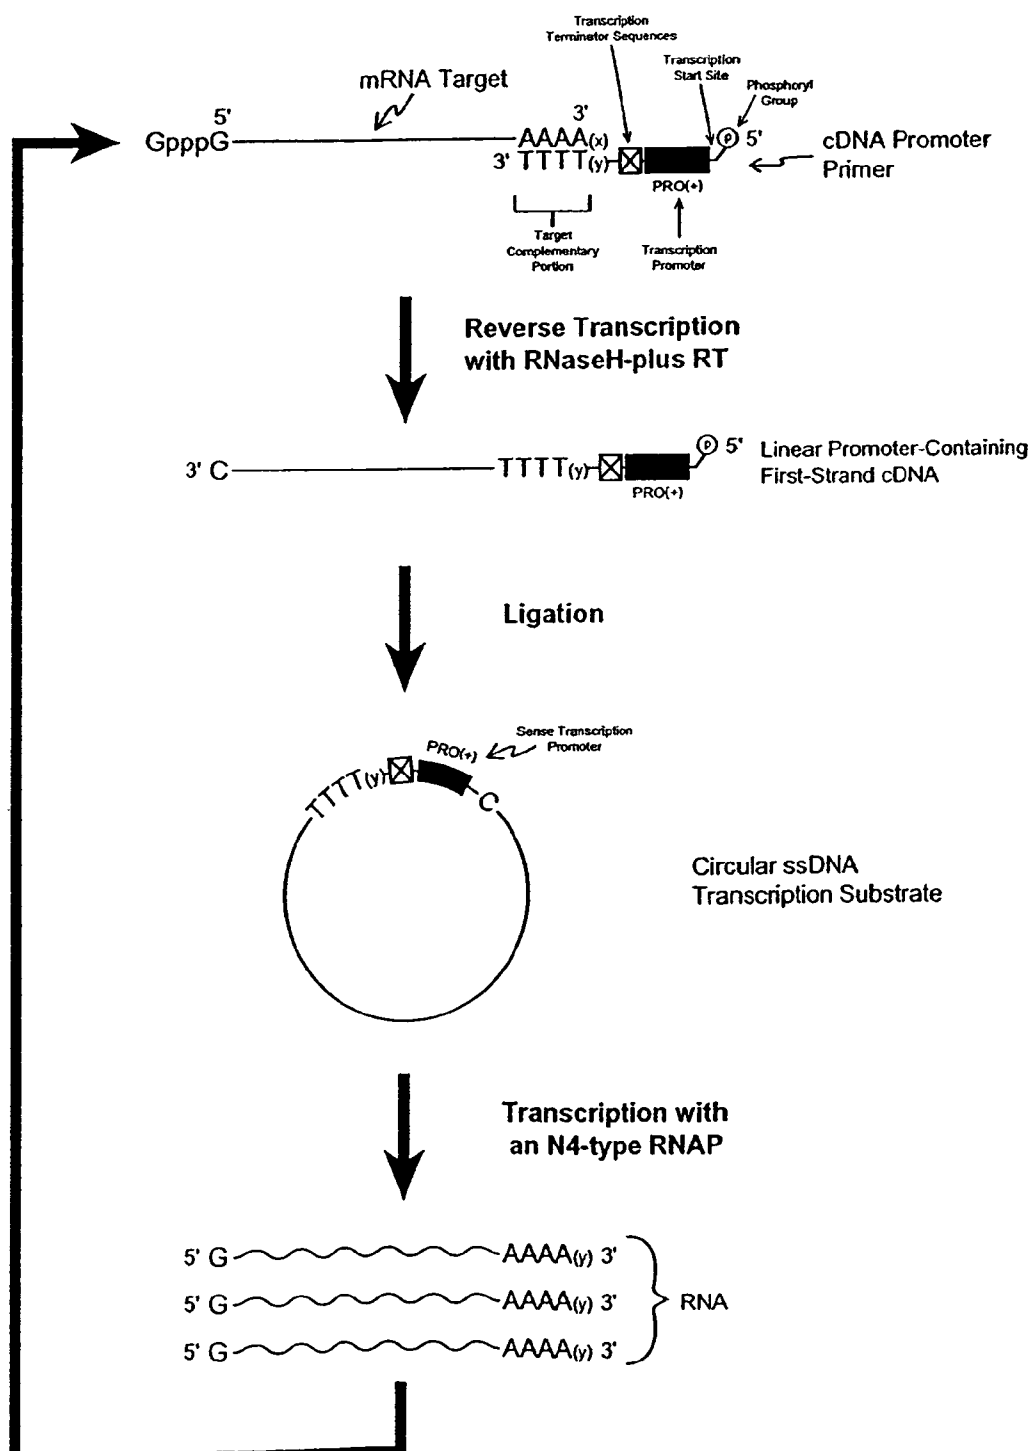 Transcription
Terminator Sequences
Transcription
Start Site
Phosphoryl
Group
mRNA Target
5'
3'
GpppG
AAAA(x)
P 5'
3' TTTT(y)
PRO(+)
cDNA Promoter
Primer
Target
Complementary
Portion
Transcription
Promoter
Reverse Transcription
with RNaseH-plus RT
3' C
TTTT(y)
PRO(+)
P 5'
Linear Promoter-Containing
First-Strand cDNA
Ligation
Sense Transcription
Promoter
PRO(+)
TTTT(y)
C
Circular ssDNA
Transcription Substrate
Transcription with
an N4-type RNAP
5' G AAAA(y) 3'
5' G AAAA(y) 3'
5' G AAAA(y) 3'
RNA